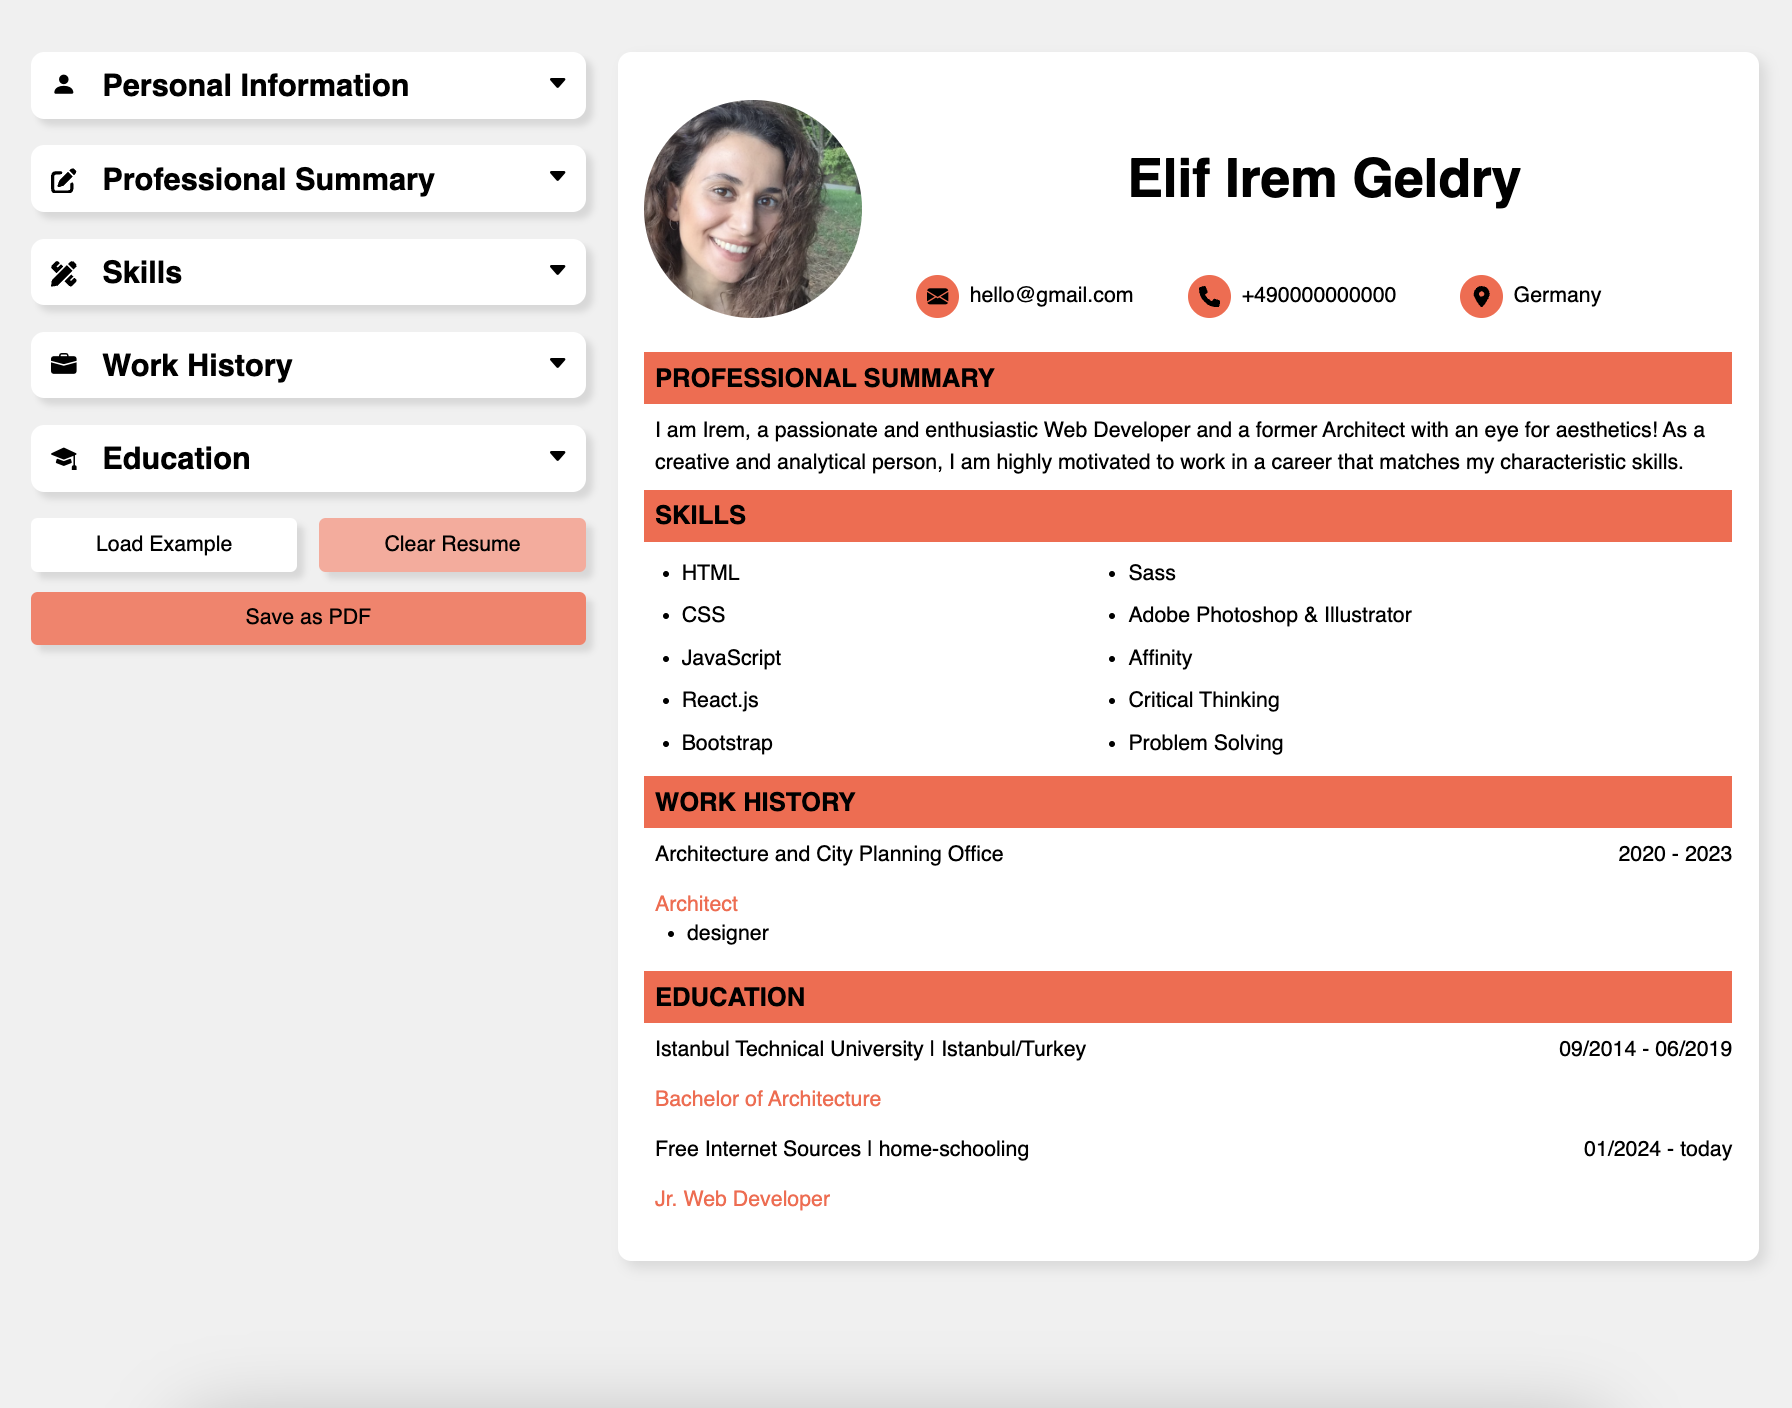 Personal Information
Professional Summary
Skills
Work History
Education
Load Example
Clear Resume
Save as PDF
Elif Irem Geldry
hello@gmail.com
+490000000000
Germany
PROFESSIONAL SUMMARY
I am Irem, a passionate and enthusiastic Web Developer and a former Architect with an eye for aesthetics! As a
creative and analytical person, I am highly motivated to work in a career that matches my characteristic skills.
SKILLS
• HTML
• CSS
• JavaScript
• React.js
• Bootstrap
• Sass
• Adobe Photoshop & Illustrator
• Affinity
• Critical Thinking
• Problem Solving
WORK HISTORY
Architecture and City Planning Office 2020 - 2023
Architect
• designer
EDUCATION
Istanbul Technical University | Istanbul/Turkey 09/2014 - 06/2019
Bachelor of Architecture
Free Internet Sources | home-schooling 01/2024 - today
Jr. Web Developer